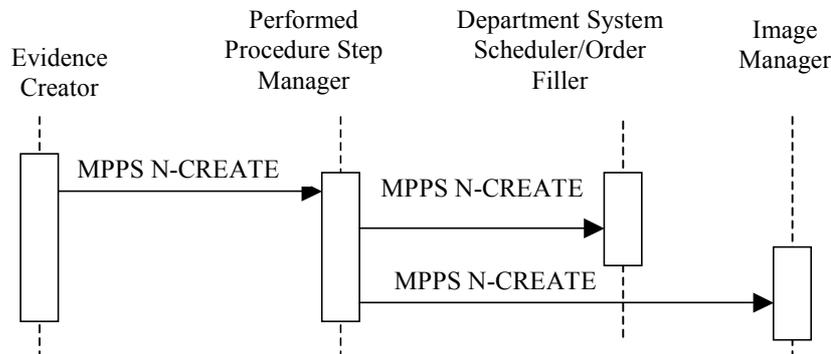 Evidence
Creator
Performed
Procedure Step
Manager
Department System
Scheduler/Order
Filler
Image
Manager
MPPS N-CREATE
MPPS N-CREATE
MPPS N-CREATE